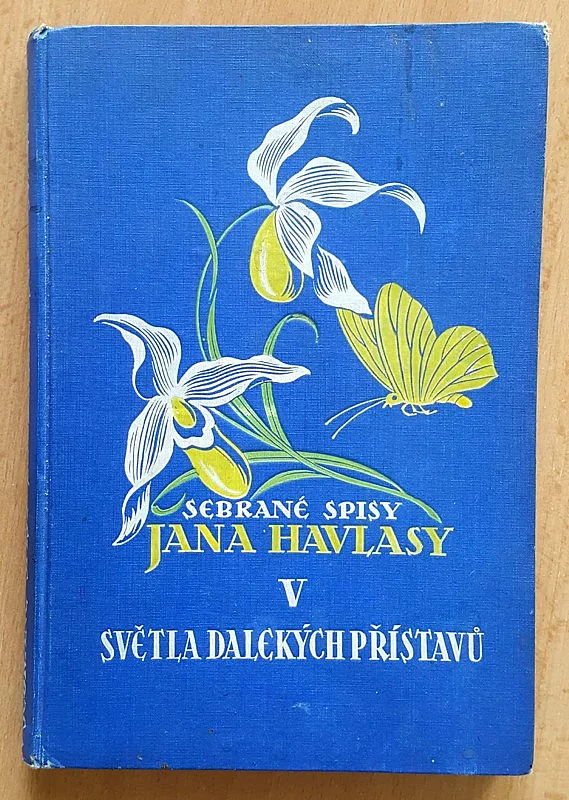 SEBRANÉ SPISY
JANA HAVLASY
V
SVĚTLA DALEKÝCH PŘÍSTAVŮ